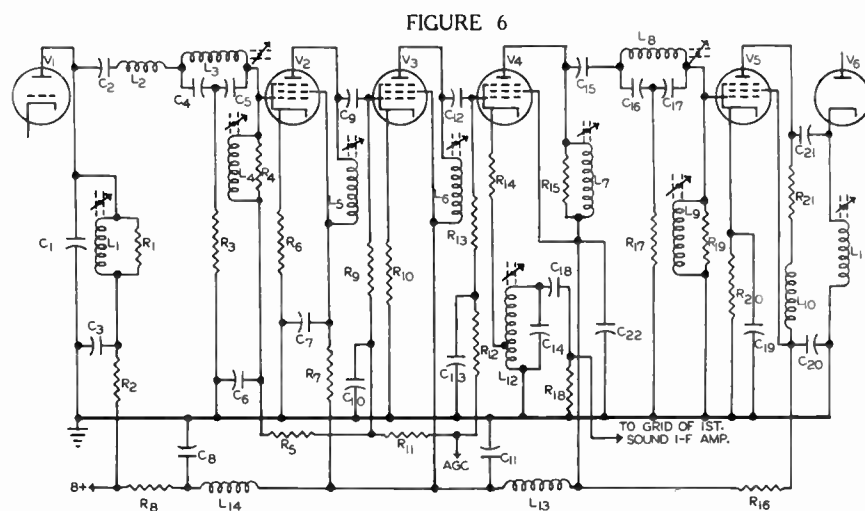 FIGURE 6
V1 V2 V3 V4 V5 V6
C2 L2 L3 C4 C5 C9 C12 C15 L8 C16 C17 C21
L4 R4 L5 L6 R13 R14 R15 L7 L9 R19 R21 L1
C1 L1 R1 R3 R6 R9 R10 C18 R17 R20 L10
C3 R2 C7 R7 C10 C13 R12 L12 C14 C22 C19 C20
C6 R18
R5 R11 TO GRID OF 1ST.
AGC SOUND I-F AMP.
C8 C11
B+ R8 L14 L13 R16